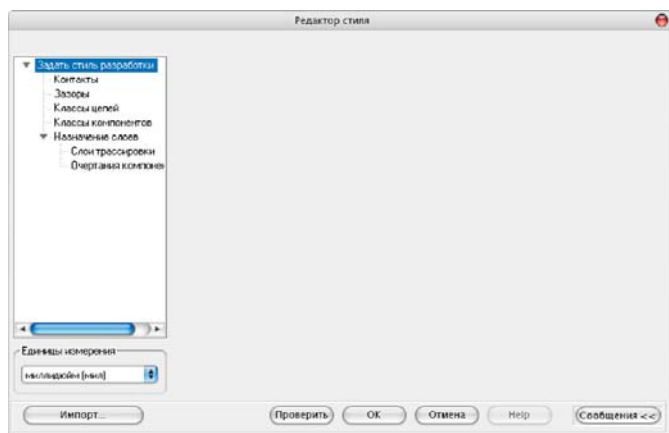 Редактор стиля
Задать стиль разработки
Контакты
Зазоры
Классы цепей
Классы компонентов
Назначение слоев
Слои трассировки
Очертания компонен
Единицы измерения
миллидюйм (мил)
Импорт... Проверить OK Отмена Help Сообщения <<